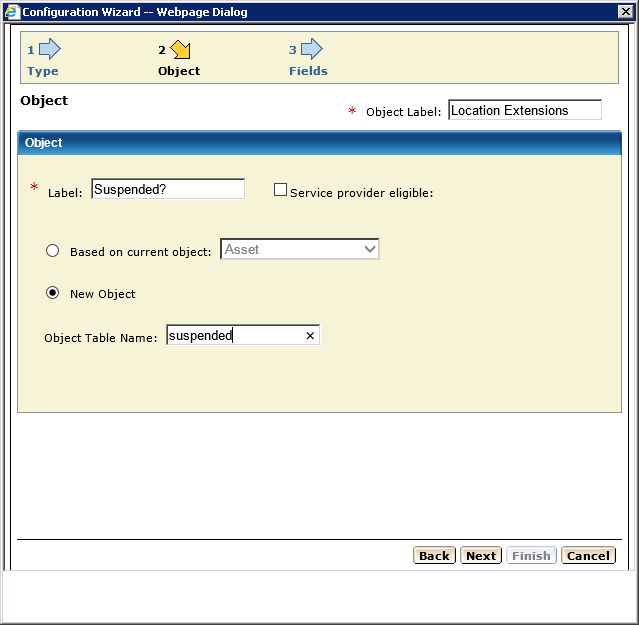 Configuration Wizard -- Webpage Dialog
1 2 3
Type Object Fields
Object
* Object Label: Location Extensions
Object
* Label: Suspended? Service provider eligible:
Based on current object: Asset
New Object
Object Table Name: suspended
Back Next Finish Cancel